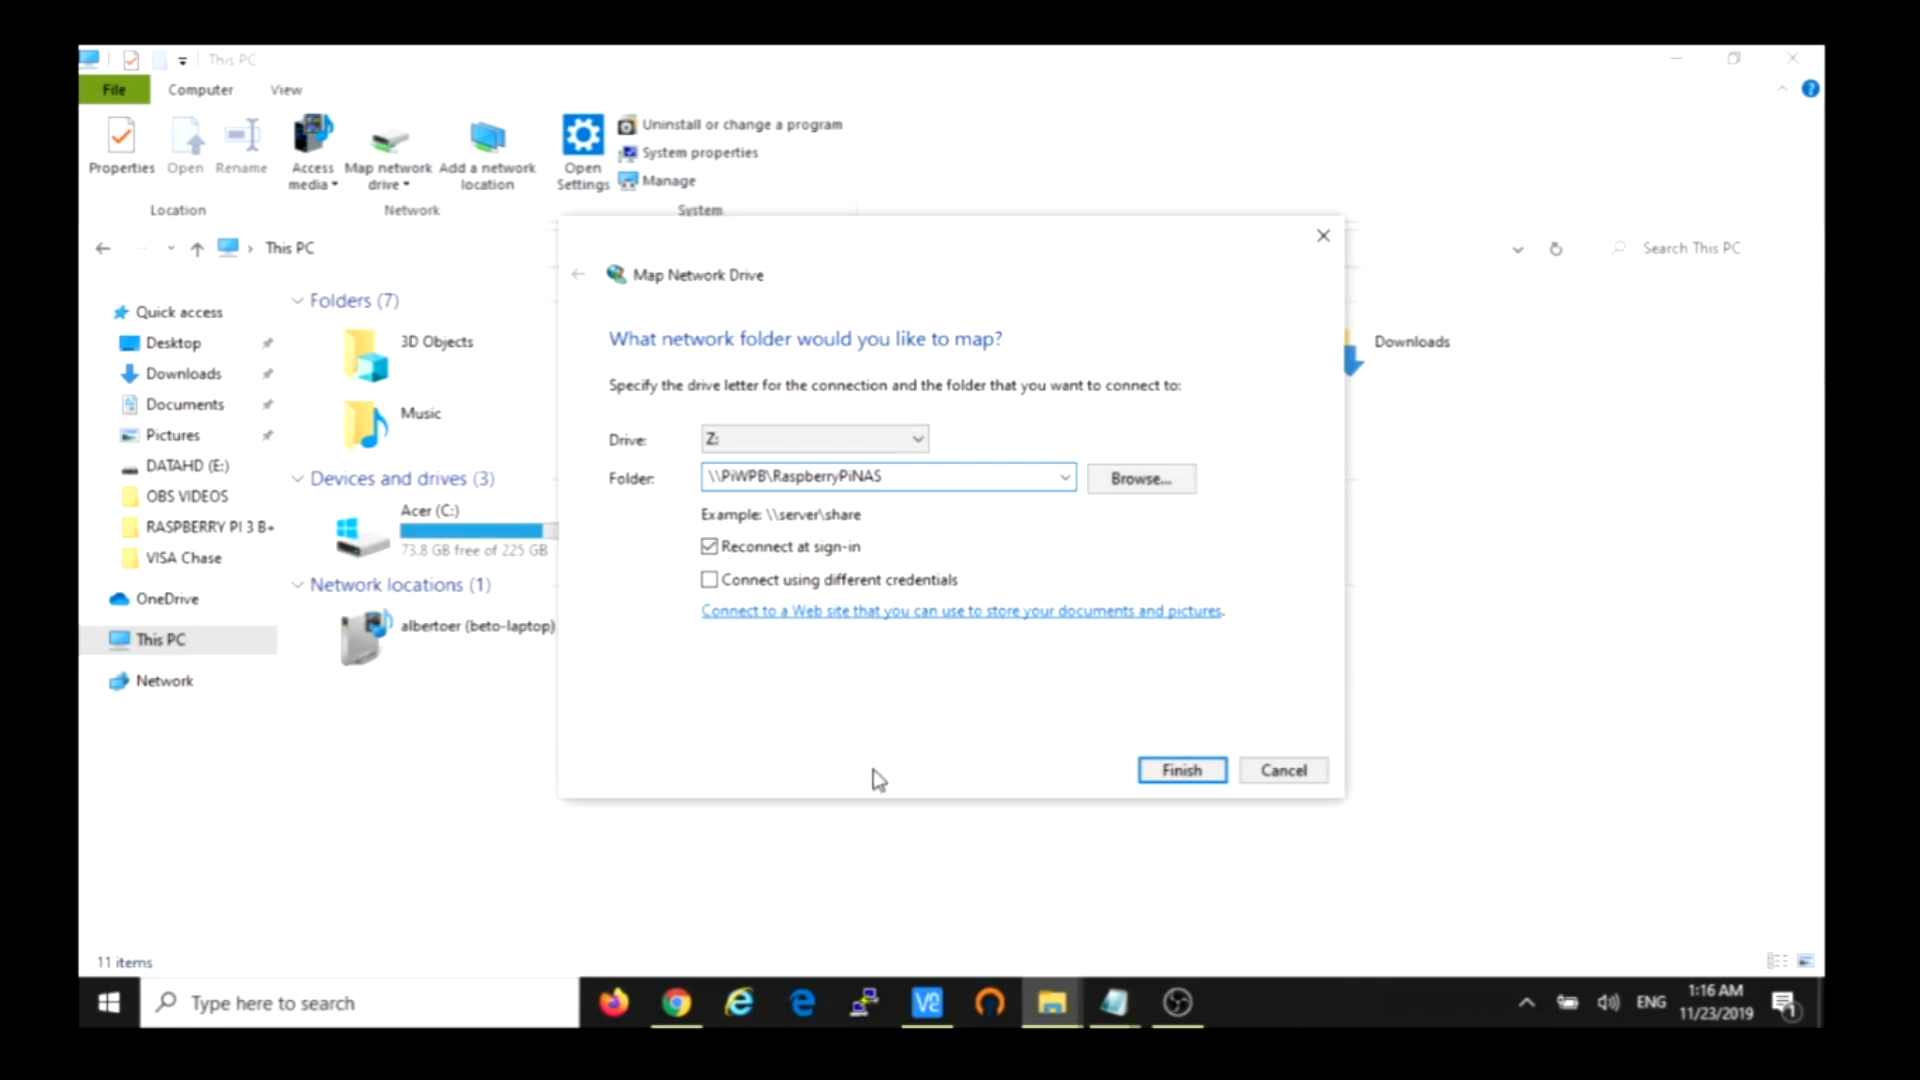 This PC
File Computer View
Properties Open Rename Access media Map network drive Add a network location Open Settings
Uninstall or change a program
System properties
Manage
Location Network System
This PC Search This PC
Map Network Drive
What network folder would you like to map?
Specify the drive letter for the connection and the folder that you want to connect to:
Drive: Z:
Folder: \\PiWPB\RaspberryPiNAS Browse...
Example: \\server\share
Reconnect at sign-in
Connect using different credentials
Connect to a Web site that you can use to store your documents and pictures.
Finish Cancel
Quick access
Desktop
Downloads
Documents
Pictures
DATAHD (E:)
OBS VIDEOS
RASPBERRY PI 3 B+
VISA Chase
OneDrive
This PC
Network
Folders (7)
3D Objects
Music
Downloads
Devices and drives (3)
Acer (C:)
73.8 GB free of 225 GB
Network locations (1)
albertoer (beto-laptop)
11 items
Type here to search
V2
ENG
1:16 AM
11/23/2019
1